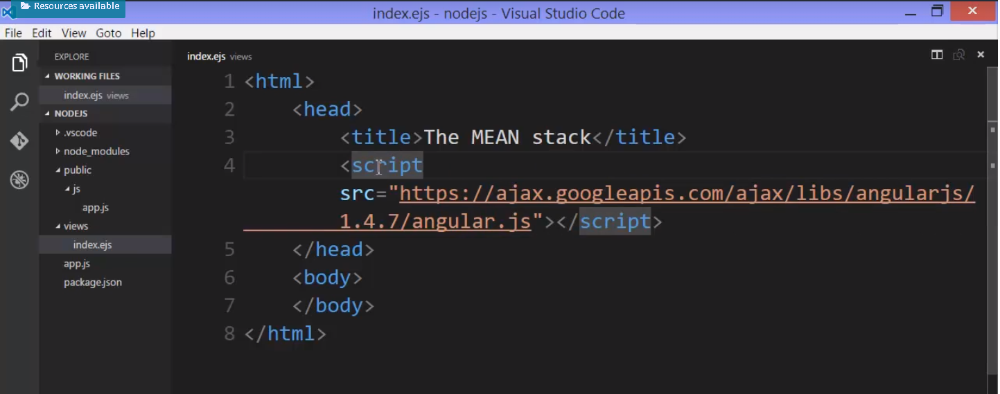 Resources available
index.ejs - nodejs - Visual Studio Code
File Edit View Goto Help
EXPLORE
WORKING FILES
index.ejs views
NODEJS
.vscode
node_modules
public
js
app.js
views
index.ejs
app.js
package.json
index.ejs views
1 <html>
2 <head>
3 <title>The MEAN stack</title>
4 <script
src="https://ajax.googleapis.com/ajax/libs/angularjs/
1.4.7/angular.js"></script>
5 </head>
6 <body>
7 </body>
8 </html>